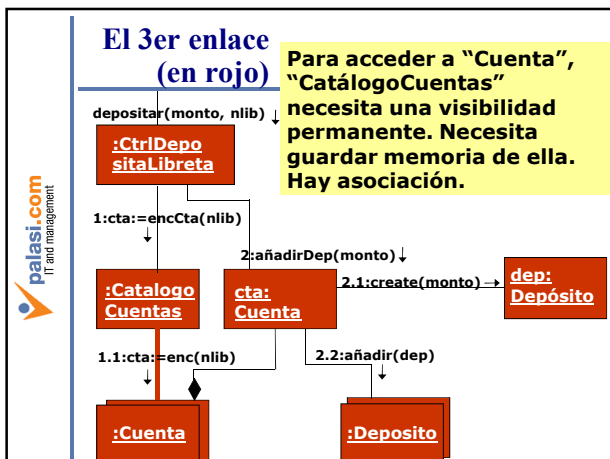 El 3er enlace
(en rojo)
Para acceder a “Cuenta”,
“CatálogoCuentas”
necesita una visibilidad
permanente. Necesita
guardar memoria de ella.
Hay asociación.
depositar(monto, nlib)
:CtrlDepo
sitaLibreta
palasi.com
IT and management
1:cta:=encCta(nlib)
2:añadirDep(monto)
2.1:create(monto)
dep:
Depósito
:Catalogo
Cuentas
cta:
Cuenta
1.1:cta:=enc(nlib)
2.2:añadir(dep)
:Cuenta
:Deposito